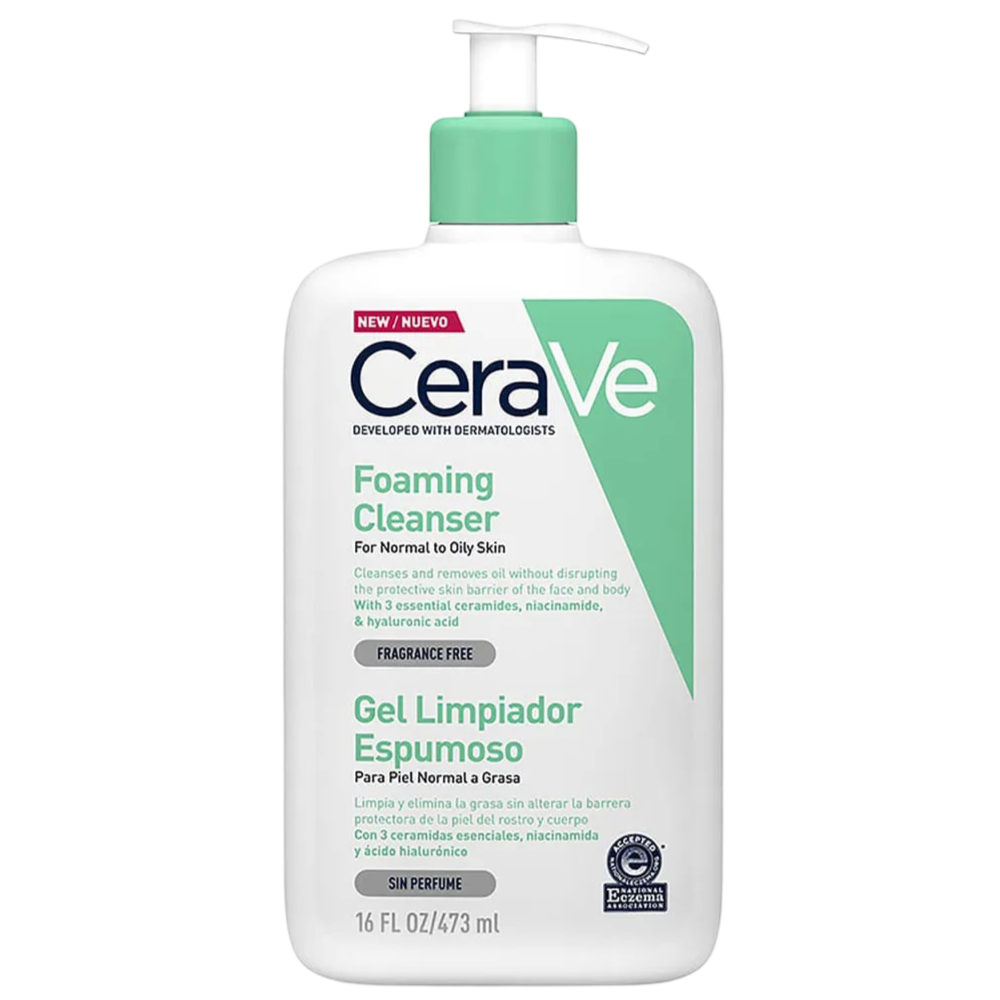 NEW / NUEVO
CeraVe
DEVELOPED WITH DERMATOLOGISTS
Foaming
Cleanser
For Normal to Oily Skin
Cleanses and removes oil without disrupting
the protective skin barrier of the face and body
With 3 essential ceramides, niacinamide,
& hyaluronic acid
FRAGRANCE FREE
Gel Limpiador
Espumoso
Para Piel Normal a Grasa
Limpia y elimina la grasa sin alterar la barrera
protectora de la piel del rostro y cuerpo
Con 3 ceramidas esenciales, niacinamida
y ácido hialurónico
SIN PERFUME
16 FL OZ/473 ml
ACCEPTED
e
NATIONALECZEMA.ORG
NATIONAL
Eczema
ASSOCIATION